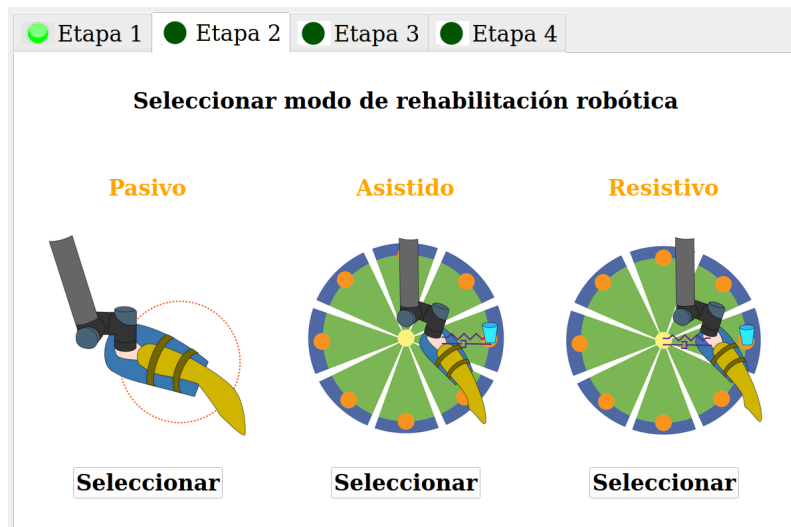 Etapa 1 Etapa 2 Etapa 3 Etapa 4
Seleccionar modo de rehabilitación robótica
Pasivo Asistido Resistivo
Seleccionar Seleccionar Seleccionar